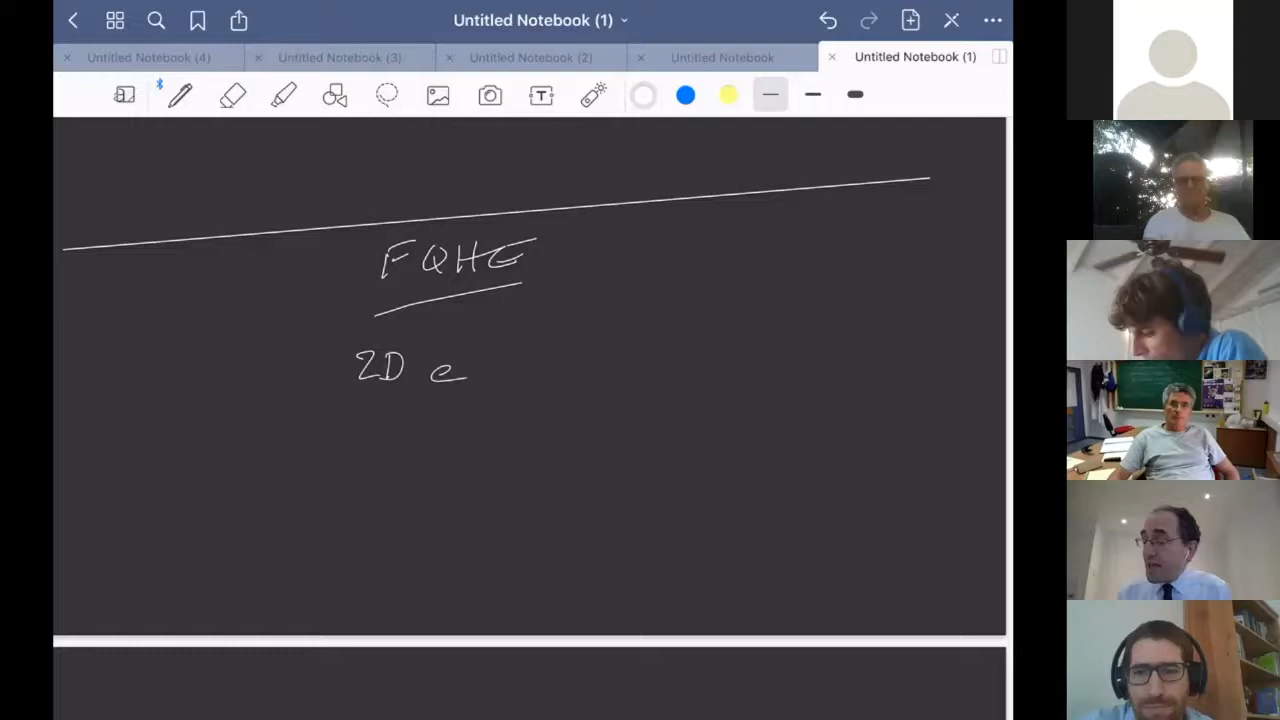 Untitled Notebook (1)
Untitled Notebook (4)
Untitled Notebook (3)
Untitled Notebook (2)
Untitled Notebook
Untitled Notebook (1)
T
FQHE
2D e